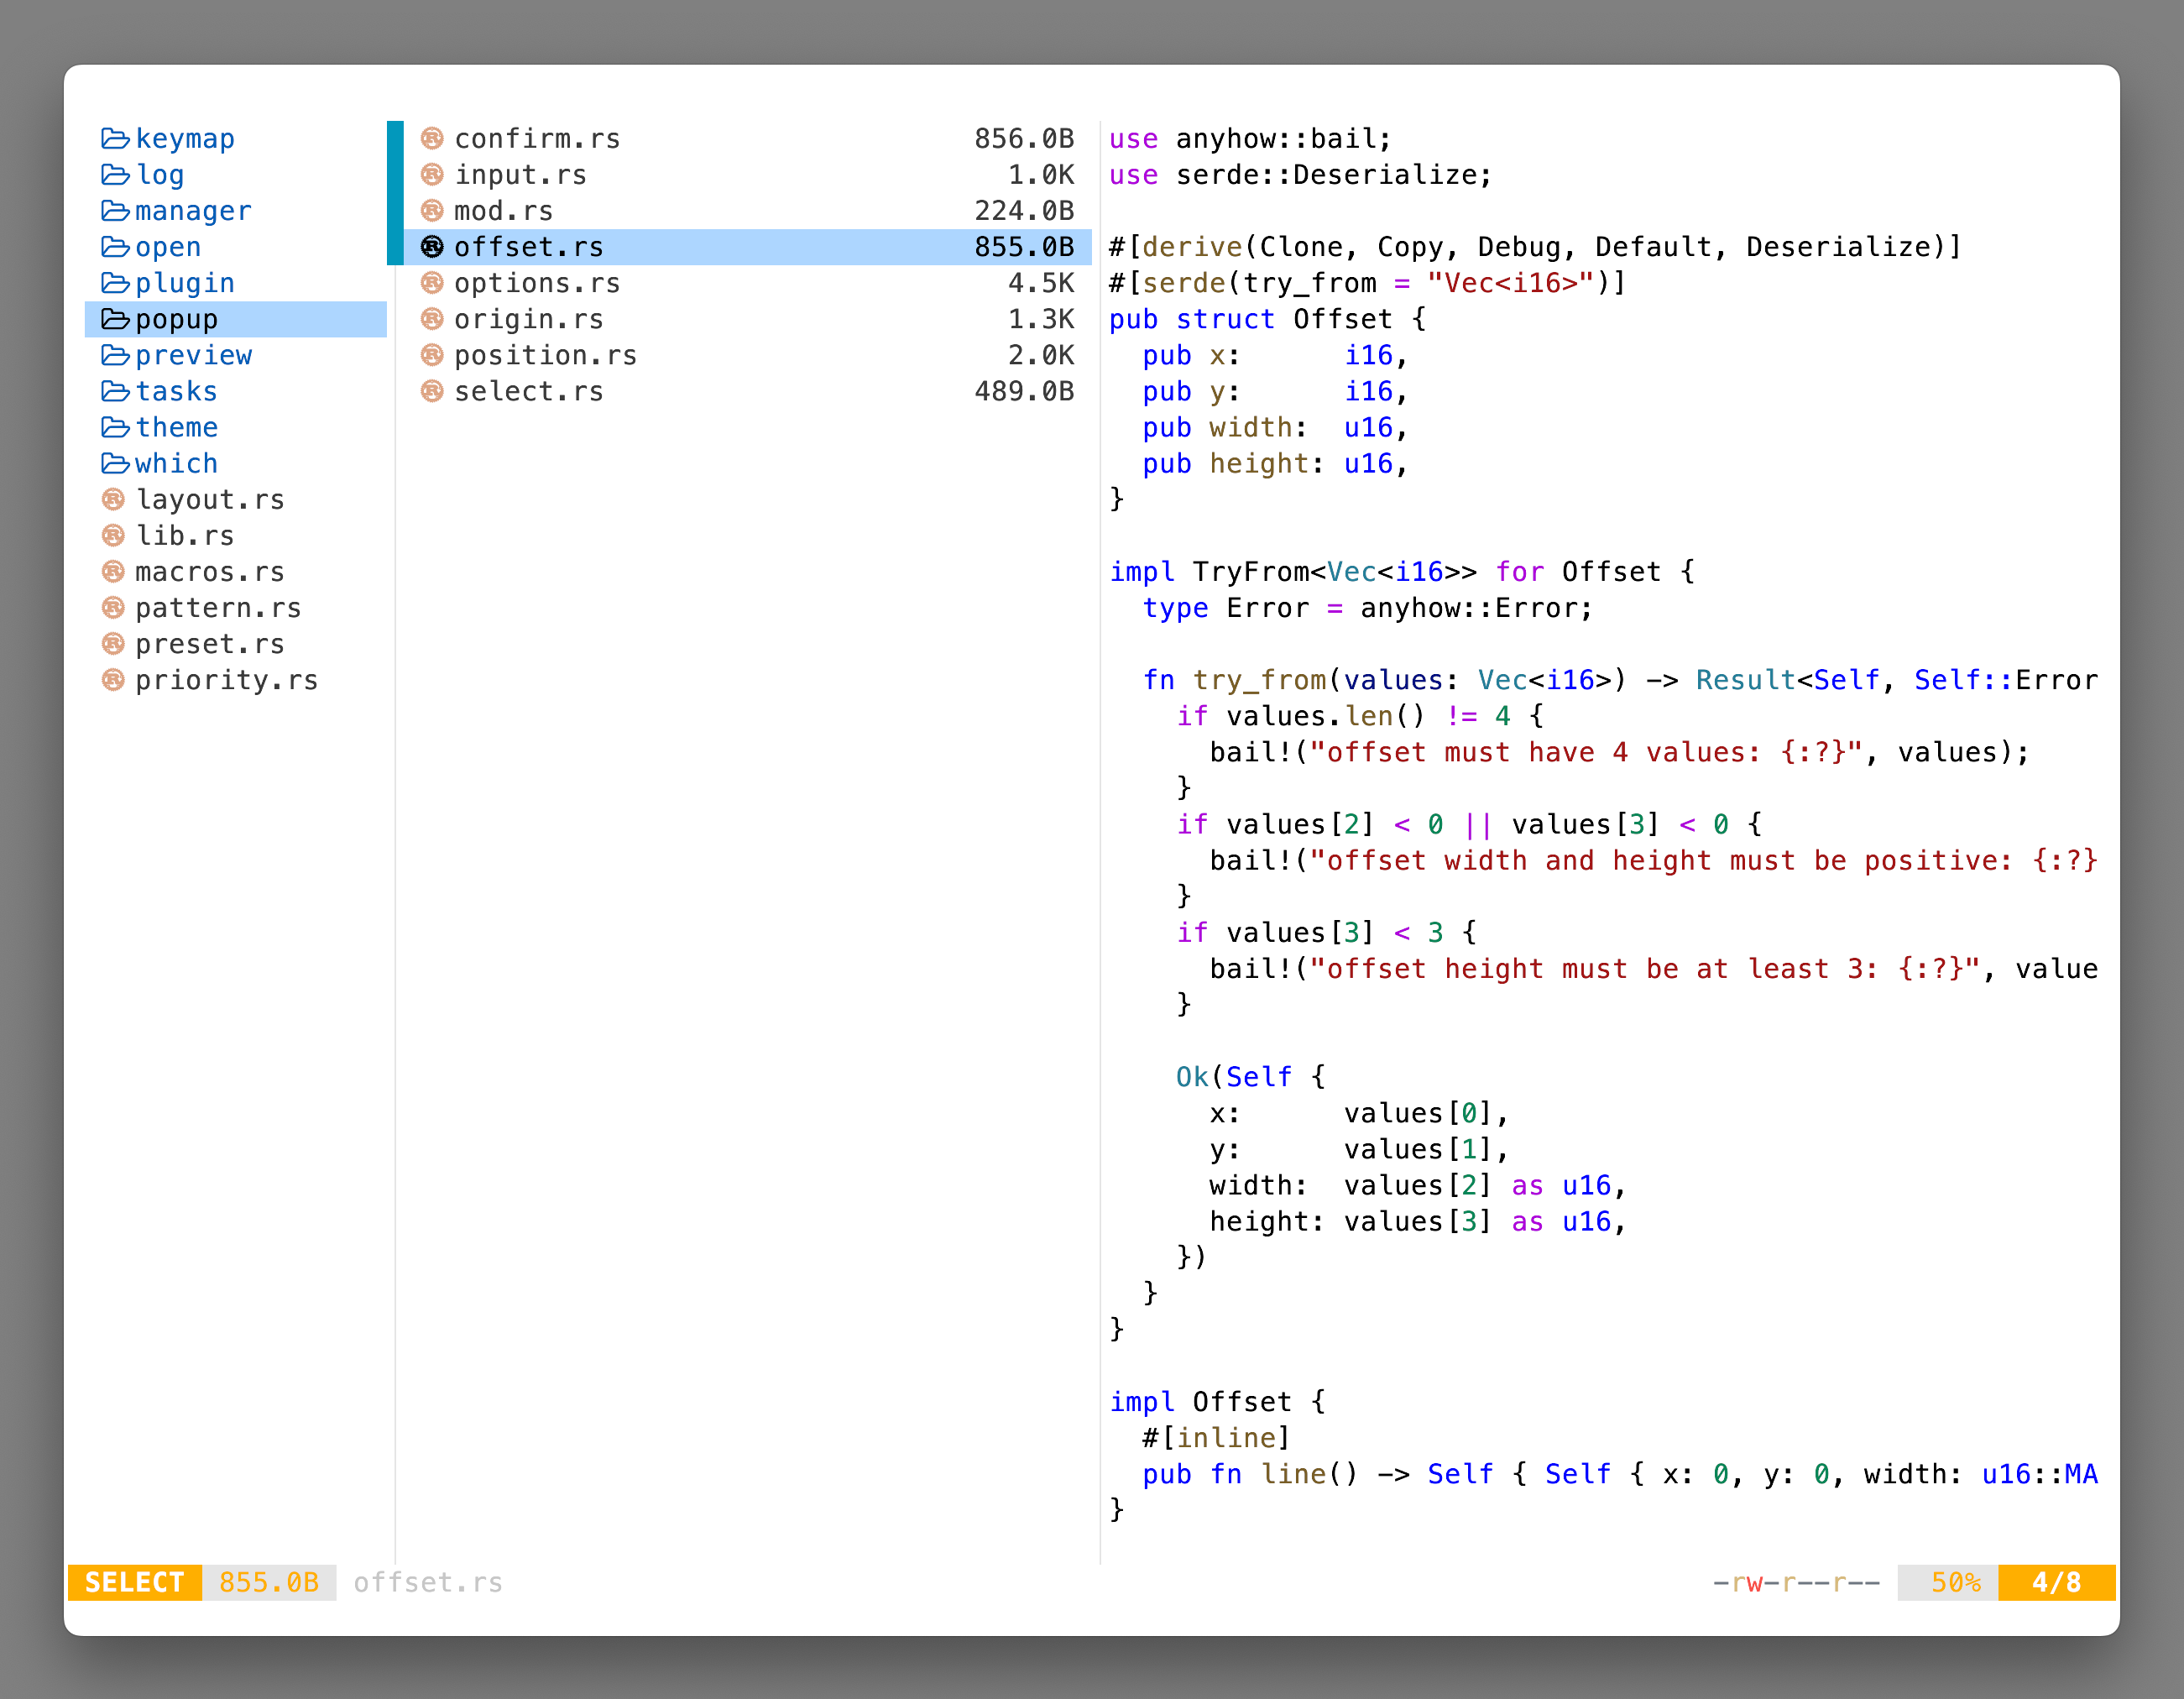 keymap
log
manager
open
plugin
popup
preview
tasks
theme
which
layout.rs
lib.rs
macros.rs
pattern.rs
preset.rs
priority.rs
confirm.rs 856.0B
input.rs 1.0K
mod.rs 224.0B
offset.rs 855.0B
options.rs 4.5K
origin.rs 1.3K
position.rs 2.0K
select.rs 489.0B
use anyhow::bail;
use serde::Deserialize;

#[derive(Clone, Copy, Debug, Default, Deserialize)]
#[serde(try_from = "Vec<i16>")]
pub struct Offset {
  pub x:      i16,
  pub y:      i16,
  pub width:  u16,
  pub height: u16,
}

impl TryFrom<Vec<i16>> for Offset {
  type Error = anyhow::Error;

  fn try_from(values: Vec<i16>) -> Result<Self, Self::Error
    if values.len() != 4 {
      bail!("offset must have 4 values: {:?}", values);
    }
    if values[2] < 0 || values[3] < 0 {
      bail!("offset width and height must be positive: {:?}
    }
    if values[3] < 3 {
      bail!("offset height must be at least 3: {:?}", value
    }

    Ok(Self {
      x:      values[0],
      y:      values[1],
      width:  values[2] as u16,
      height: values[3] as u16,
    })
  }
}

impl Offset {
  #[inline]
  pub fn line() -> Self { Self { x: 0, y: 0, width: u16::MA
}
SELECT 855.0B offset.rs -rw-r--r-- 50% 4/8